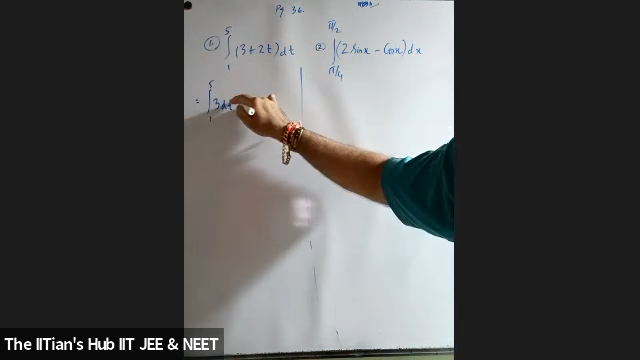 Pg 36.
① ∫₁⁵ (3+2t)dt ② ∫_{π/4}^{π/2} (2 sinx - Cosx)dx
= ∫₁⁵ 3dt
The IITian's Hub IIT JEE & NEET